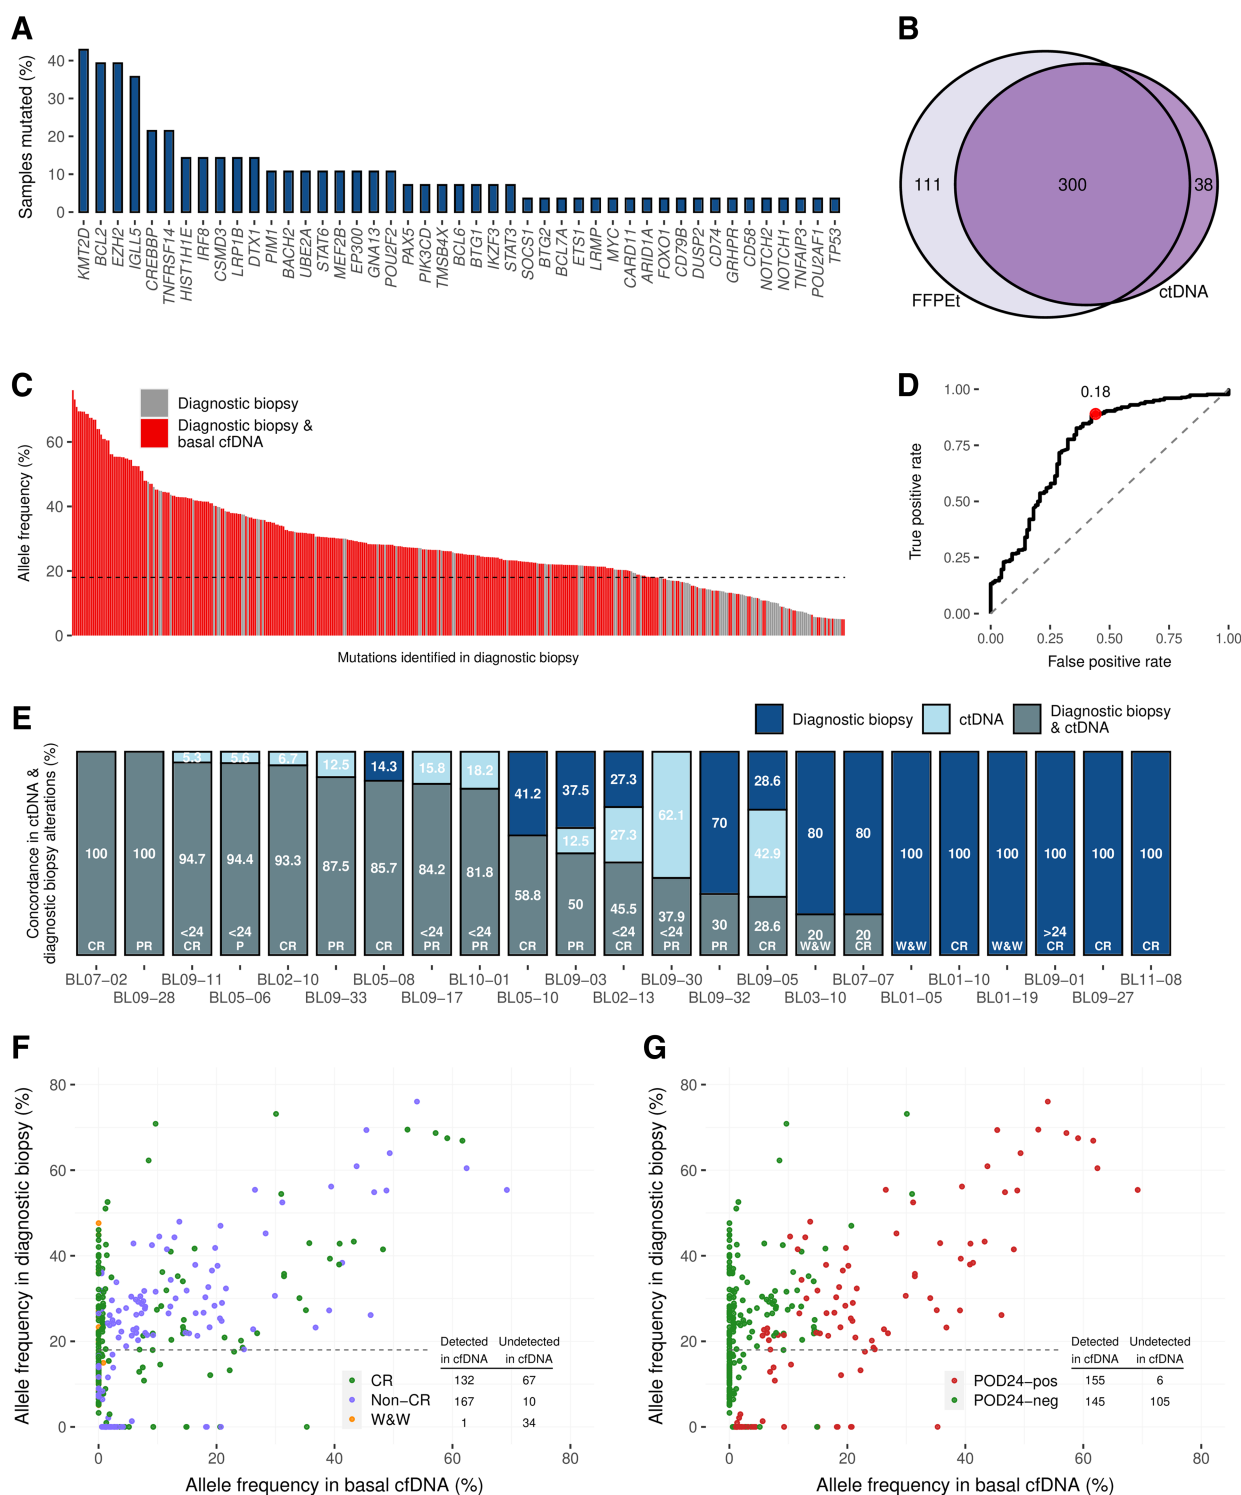 A
Samples mutated (%)
40
30
20
10
0
KMT2D
BCL2
EZH2
IGLL5
CREBBP
TNFRSF14
HIST1H1E
IRF8
CSMD3
LRP1B
DTX1
PIM1
BACH2
UBE2A
STAT6
MEF2B
EP300
GNA13
POU2F2
PAX5
PIK3CD
TMSB4X
BCL6
BTG1
IKZF3
STAT3
SOCS1
BTG2
BCL7A
ETS1
LRMP
MYC
CARD11
ARID1A
FOXO1
CD79B
DUSP2
CD74
GRHPR
CD58
NOTCH2
NOTCH1
TNFAIP3
POU2AF1
TP53
B
111
300
38
FFPEt
ctDNA
C
Allele frequency (%)
60
40
20
0
Diagnostic biopsy
Diagnostic biopsy &
basal cfDNA
Mutations identified in diagnostic biopsy
D
True positive rate
1.00
0.75
0.50
0.25
0.00
0.18
0.00 0.25 0.50 0.75 1.00
False positive rate
E
Diagnostic biopsy
ctDNA
Diagnostic biopsy
& ctDNA
Concordance in ctDNA &
diagnostic biopsy alterations (%)
100
CR
100
PR
5.3
94.7
<24
CR
5.6
94.4
<24
P
6.7
93.3
CR
12.5
87.5
PR
14.3
85.7
CR
15.8
84.2
<24
PR
18.2
81.8
<24
PR
41.2
58.8
CR
37.5
12.5
50
PR
27.3
27.3
45.5
<24
CR
62.1
37.9
<24
PR
70
30
PR
28.6
42.9
28.6
CR
80
20
W&W
80
20
CR
100
W&W
100
CR
100
W&W
100
>24
CR
100
CR
100
CR
BL07−02 BL09−11 BL02−10 BL05−08 BL10−01 BL09−03 BL09−30 BL09−05 BL07−07 BL01−10 BL09−01 BL11−08
BL09−28 BL05−06 BL09−33 BL09−17 BL05−10 BL02−13 BL09−32 BL03−10 BL01−05 BL01−19 BL09−27
F
Allele frequency in diagnostic biopsy (%)
80
60
40
20
0
Detected
in cfDNA
Undetected
in cfDNA
CR 132 67
Non−CR 167 10
W&W 1 34
0 20 40 60 80
Allele frequency in basal cfDNA (%)
G
Allele frequency in diagnostic biopsy (%)
80
60
40
20
0
Detected
in cfDNA
Undetected
in cfDNA
POD24−pos 155 6
POD24−neg 145 105
0 20 40 60 80
Allele frequency in basal cfDNA (%)